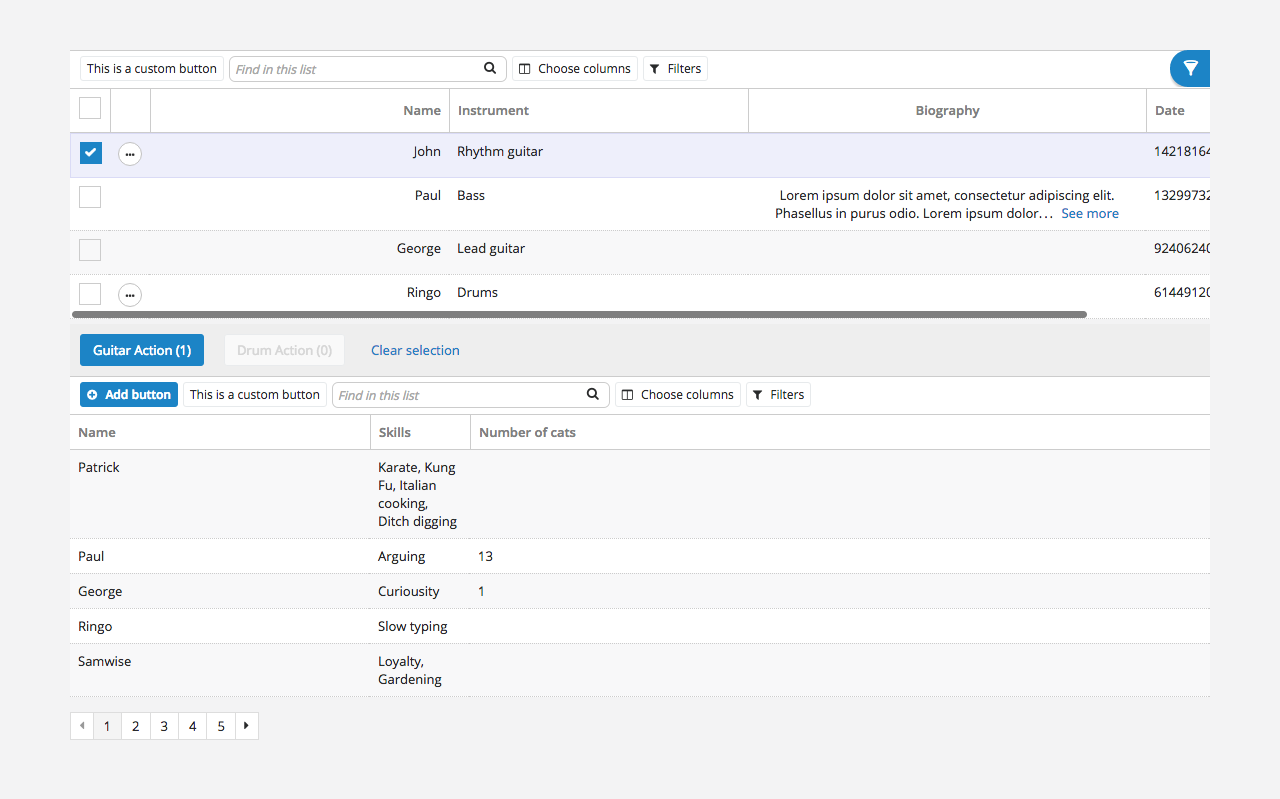 This is a custom button Find in this list Choose columns Filters
Name Instrument Biography Date
John Rhythm guitar 14218164
Paul Bass Lorem ipsum dolor sit amet, consectetur adipiscing elit. 13299732
Phasellus in purus odio. Lorem ipsum dolor... See more
George Lead guitar 92406240
Ringo Drums 61449120
Guitar Action (1) Drum Action (0) Clear selection
Add button This is a custom button Find in this list Choose columns Filters
Name Skills Number of cats
Patrick Karate, Kung
Fu, Italian
cooking,
Ditch digging
Paul Arguing 13
George Curiousity 1
Ringo Slow typing
Samwise Loyalty,
Gardening
1 2 3 4 5